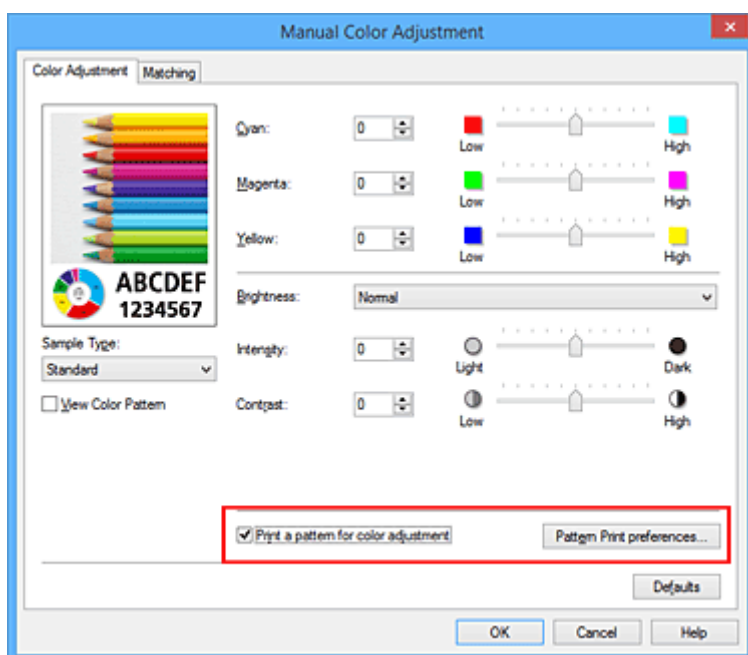 Manual Color Adjustment
Color Adjustment Matching
Cyan: 0 Low High
Magenta: 0 Low High
Yellow: 0 Low High
ABCDEF
1234567
Brightness: Normal
Sample Type:
Standard
Intensity: 0 Light Dark
View Color Pattern
Contrast: 0 Low High
Print a pattern for color adjustment Pattern Print preferences...
Defaults
OK Cancel Help